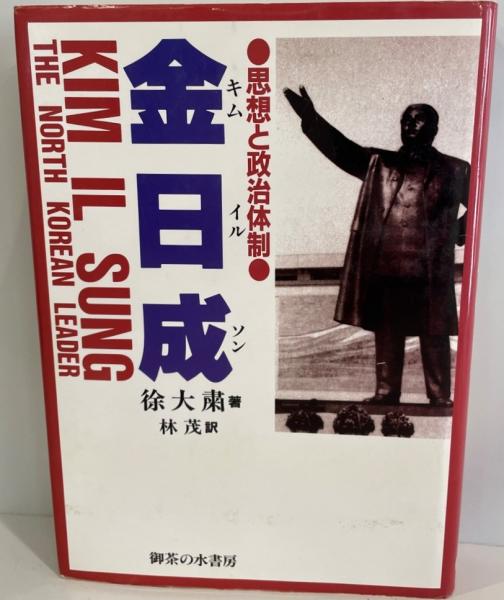 ●思想と政治体制●
金日成
キム イル ソン
KIM IL SUNG
THE NORTH KOREAN LEADER
徐大粛著
林茂訳
御茶の水書房